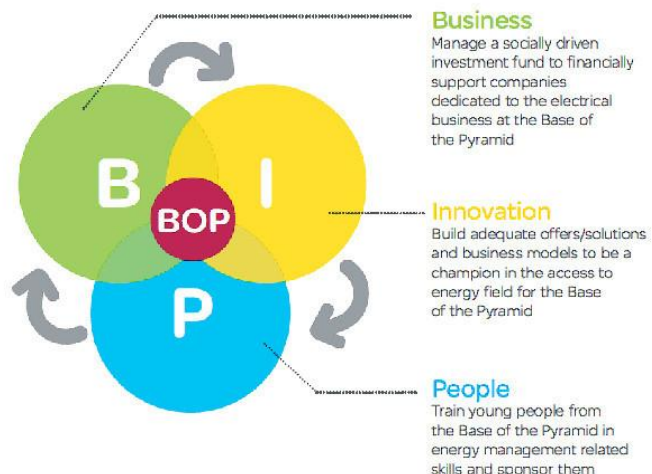 Business
Manage a socially driven
investment fund to financially
support companies
dedicated to the electrical
business at the Base of
the Pyramid
B
I
BOP
P
Innovation
Build adequate offers/solutions
and business models to be a
champion in the access to
energy field for the Base
of the Pyramid
People
Train young people from
the Base of the Pyramid in
energy management related
skills and sponsor them